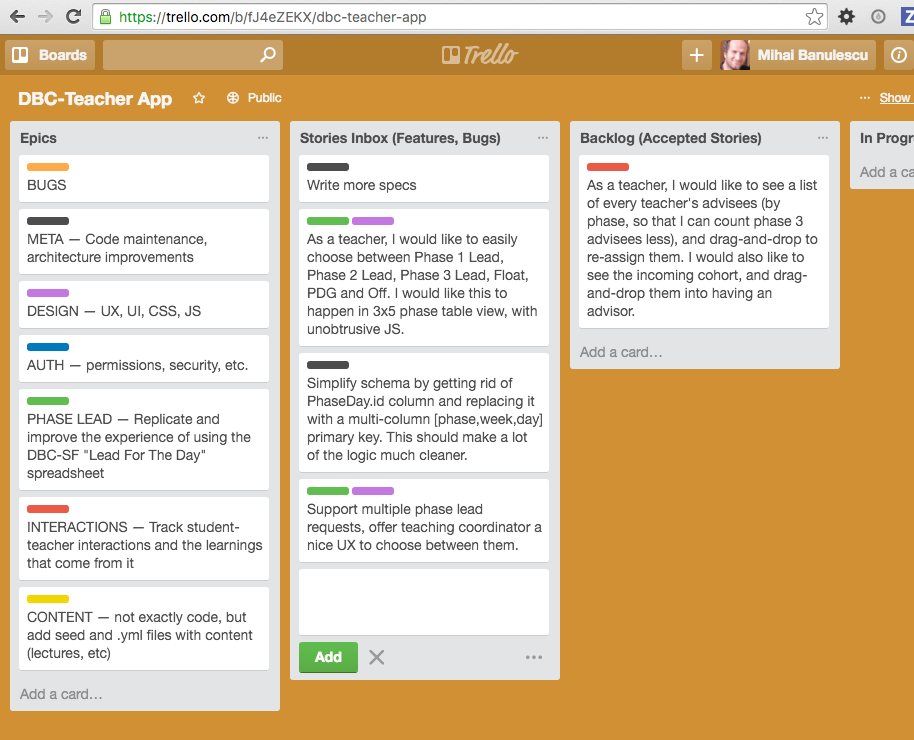 https://trello.com/b/fJ4eZEKX/dbc-teacher-app
Boards
Trello
Mihai Banulescu
DBC-Teacher App
Public
Show
Epics
BUGS
META — Code maintenance,
architecture improvements
DESIGN — UX, UI, CSS, JS
AUTH — permissions, security, etc.
PHASE LEAD — Replicate and
improve the experience of using the
DBC-SF "Lead For The Day"
spreadsheet
INTERACTIONS — Track student-
teacher interactions and the learnings
that come from it
CONTENT — not exactly code, but
add seed and .yml files with content
(lectures, etc)
Add a card...
Stories Inbox (Features, Bugs)
Write more specs
As a teacher, I would like to easily
choose between Phase 1 Lead,
Phase 2 Lead, Phase 3 Lead, Float,
PDG and Off. I would like this to
happen in 3x5 phase table view, with
unobtrusive JS.
Simplify schema by getting rid of
PhaseDay.id column and replacing it
with a multi-column [phase,week,day]
primary key. This should make a lot
of the logic much cleaner.
Support multiple phase lead
requests, offer teaching coordinator a
nice UX to choose between them.
Add
Backlog (Accepted Stories)
As a teacher, I would like to see a list
of every teacher's advisees (by
phase, so that I can count phase 3
advisees less), and drag-and-drop to
re-assign them. I would also like to
see the incoming cohort, and drag-
and-drop them into having an
advisor.
Add a card...
In Progr
Add a ca